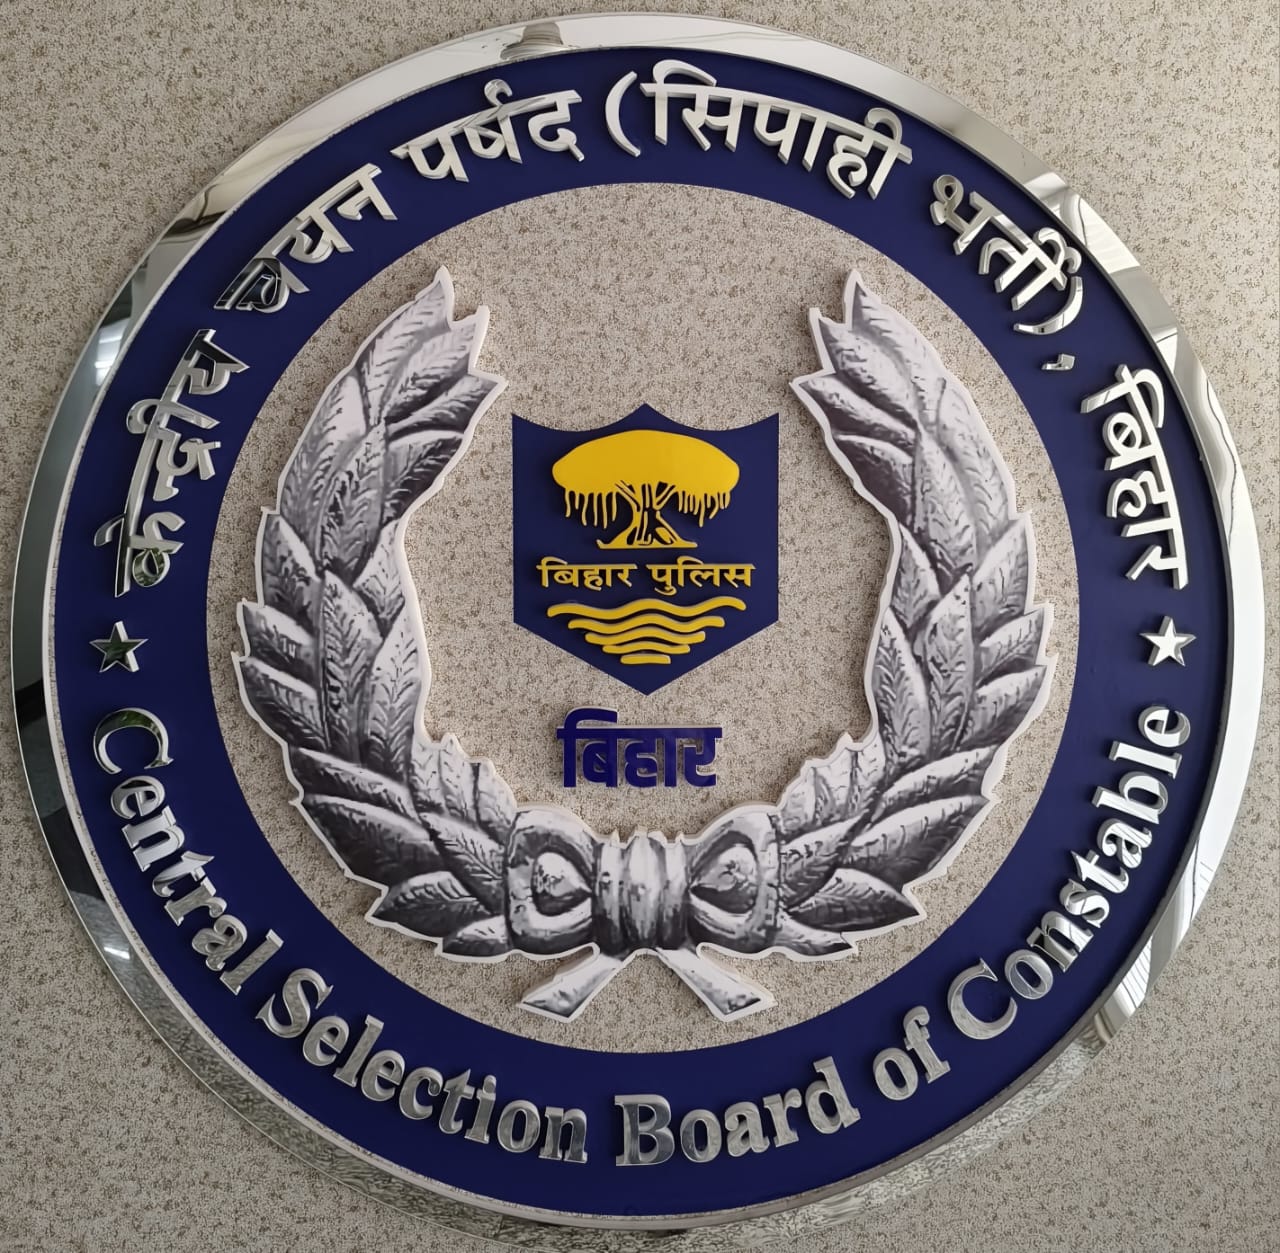 केन्द्रीय चयन पर्षद (सिपाही भर्ती), बिहार
बिहार पुलिस
बिहार
Central Selection Board of Constable